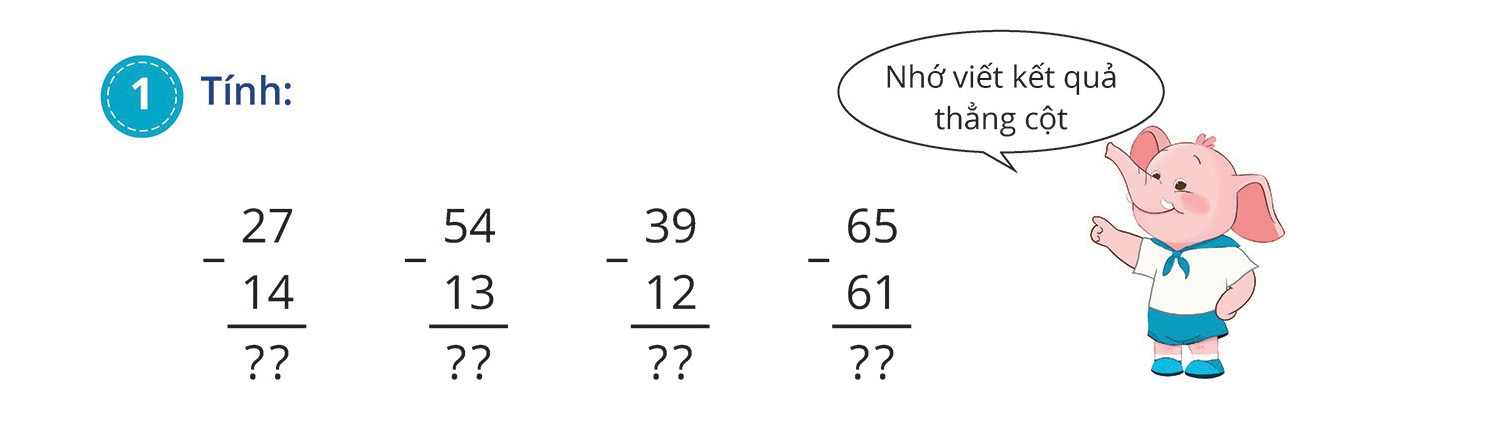 1 Tính:
Nhớ viết kết quả
thẳng cột
27 54 39 65
- - - -
14 13 12 61
?? ?? ?? ??